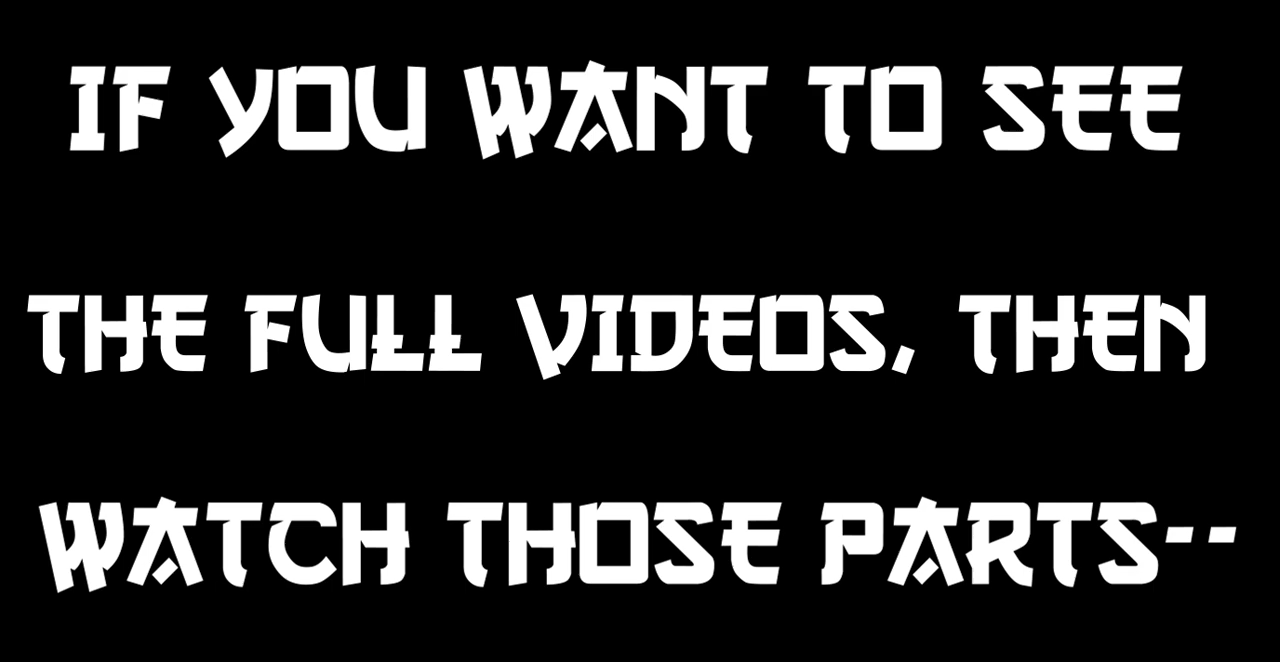 IF YOU WANT TO SEE
THE FULL VIDEOS, THEN
WATCH THOSE PARTS--